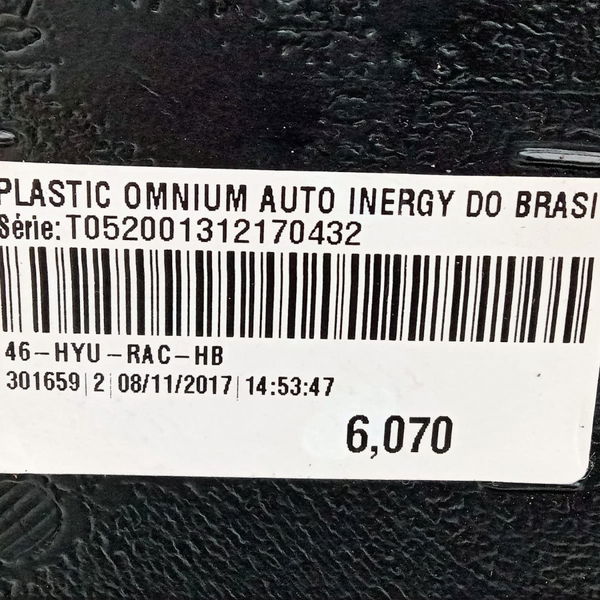 PLASTIC OMNIUM AUTO INERGY DO BRASI
Série: T052001312170432
46-HYU-RAC-HB
301659|2|08/11/2017|14:53:47
6,070